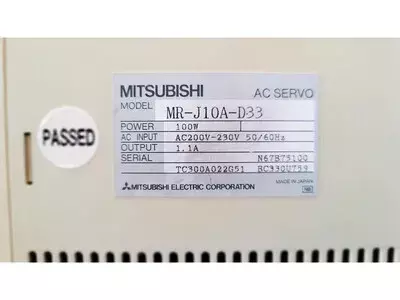 MITSUBISHI AC SERVO
MODEL MR-J10A-D33
POWER 100W
AC INPUT AC200V-230V 50/60Hz
OUTPUT 1.1A
SERIAL N67B75100
TC300A022G51 BC330U759
MITSUBISHI ELECTRIC CORPORATION MADE IN JAPAN
PASSED